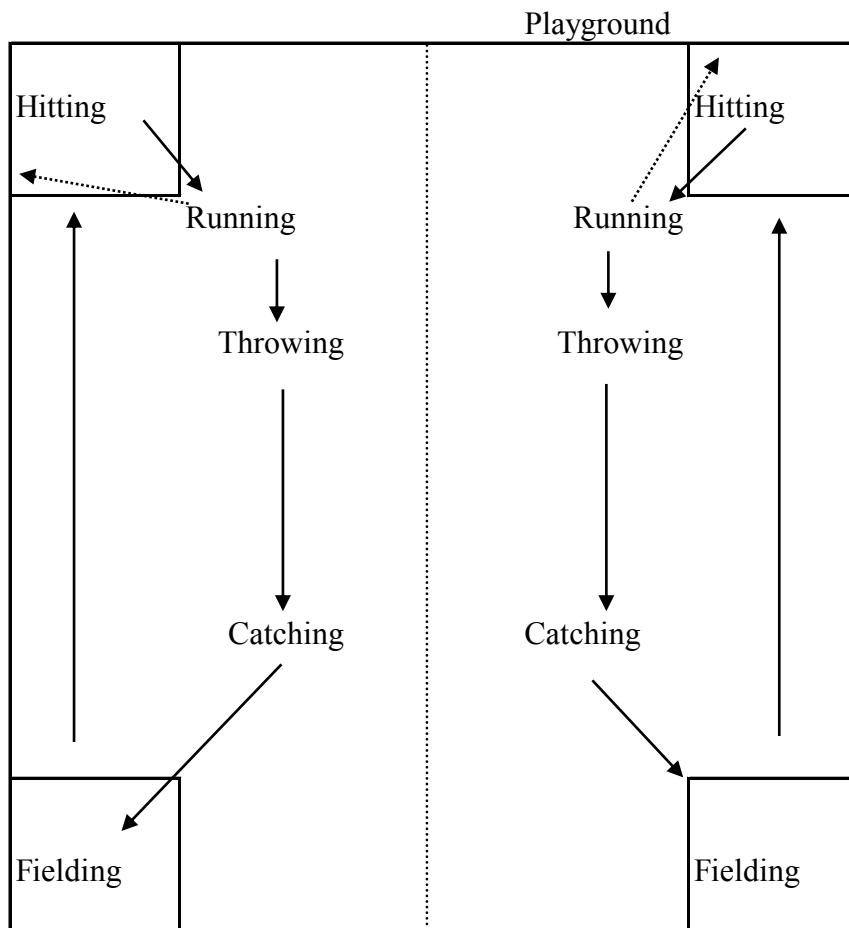 Playground
Hitting
Hitting
Running
Running
Throwing
Throwing
Catching
Catching
Fielding
Fielding